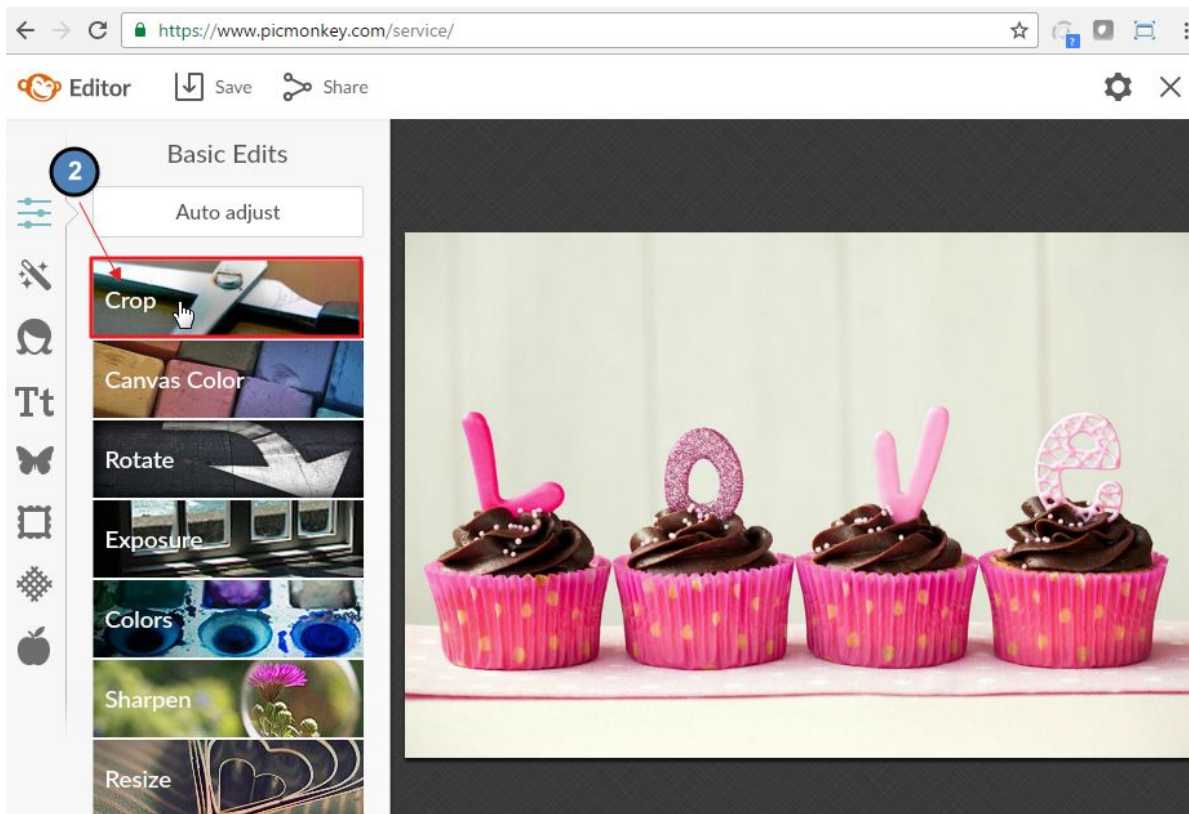 https://www.picmonkey.com/service/
?
Editor Save Share
Basic Edits
2
Auto adjust
Crop
Canvas Color
Tt
Rotate
Exposure
Colors
Sharpen
Resize
L O V e